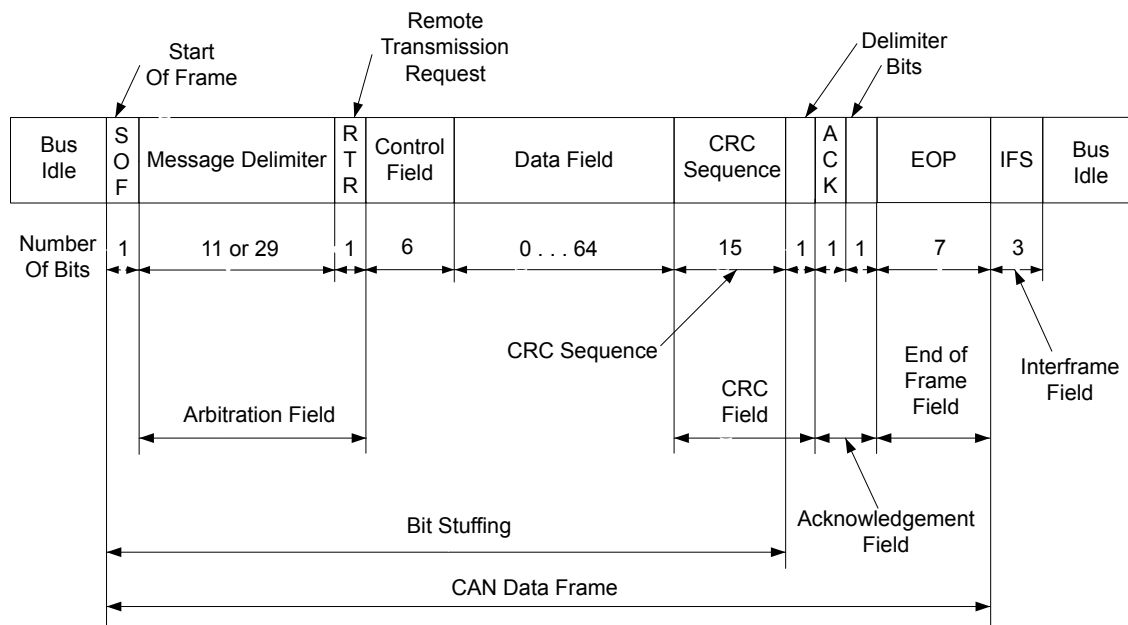 Start
Of Frame
Remote
Transmission
Request
Delimiter
Bits
Bus
Idle
S
O
F
Message Delimiter
R
T
R
Control
Field
Data Field
CRC
Sequence
A
C
K
EOP
IFS
Bus
Idle
Number
Of Bits
1
11 or 29
1
6
0 . . . 64
15
1
1
1
7
3
CRC Sequence
Arbitration Field
CRC
Field
End of
Frame
Field
Interframe
Field
Bit Stuffing
Acknowledgement
Field
CAN Data Frame